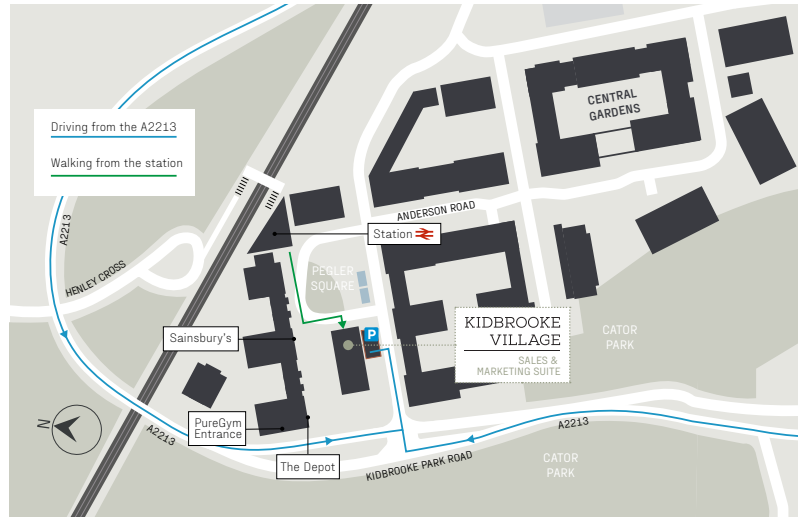 Driving from the A2213
Walking from the station
CENTRAL
GARDENS
ANDERSON ROAD
A2213
Station
HENLEY CROSS
PEGLER
SQUARE
P
KIDBROOKE
VILLAGE
SALES &
MARKETING SUITE
Sainsbury's
CATOR
PARK
N
PureGym
Entrance
A2213
The Depot
A2213
KIDBROOKE PARK ROAD
CATOR
PARK